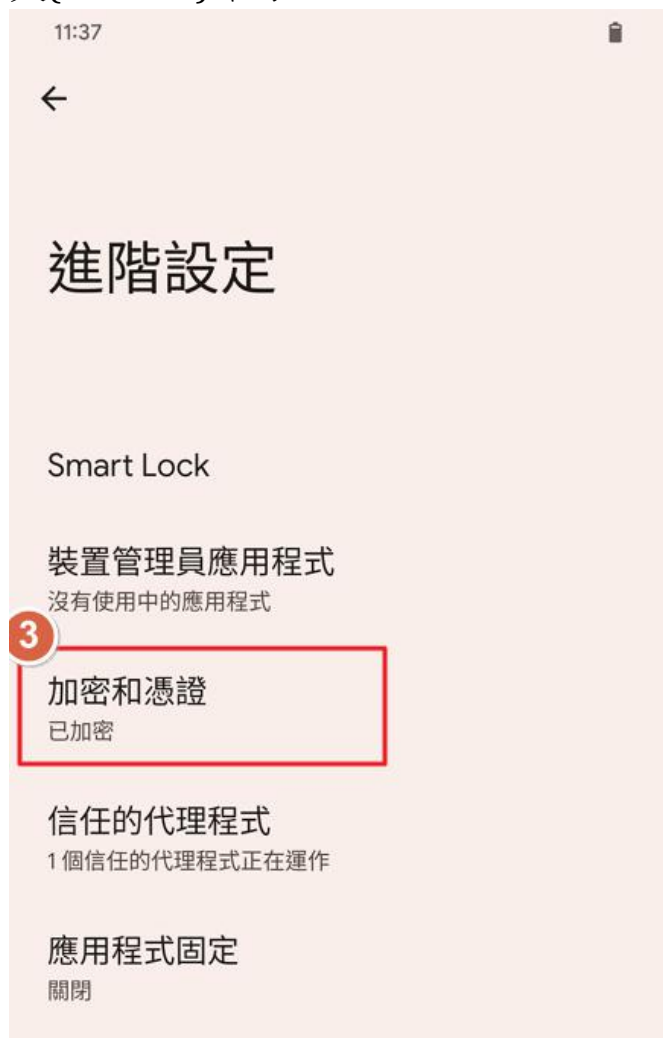 11:37
進階設定
Smart Lock
裝置管理員應用程式
沒有使用中的應用程式
3
加密和憑證
已加密
信任的代理程式
1 個信任的代理程式正在運作
應用程式固定
關閉